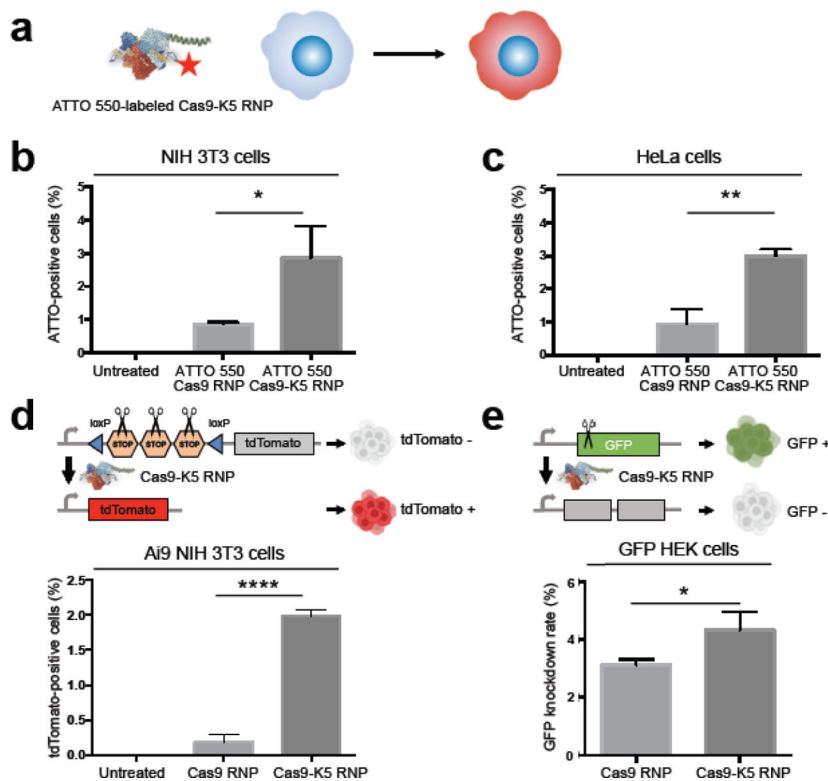 a
ATTO 550-labeled Cas9-K5 RNP
b
NIH 3T3 cells
ATTO-positive cells (%)
5
4
3
2
1
0
*
Untreated
ATTO 550
Cas9 RNP
ATTO 550
Cas9-K5 RNP
c
HeLa cells
ATTO-positive cells (%)
5
4
3
2
1
0
**
Untreated
ATTO 550
Cas9 RNP
ATTO 550
Cas9-K5 RNP
d
loxP
STOP
STOP
STOP
loxP
tdTomato
tdTomato -
Cas9-K5 RNP
tdTomato
tdTomato +
Ai9 NIH 3T3 cells
tdTomato-positive cells (%)
2.5
2.0
1.5
1.0
0.5
0.0
****
Untreated
Cas9 RNP
Cas9-K5 RNP
e
GFP
GFP +
Cas9-K5 RNP
GFP -
GFP HEK cells
GFP knockdown rate (%)
6
4
2
0
*
Cas9 RNP
Cas9-K5 RNP